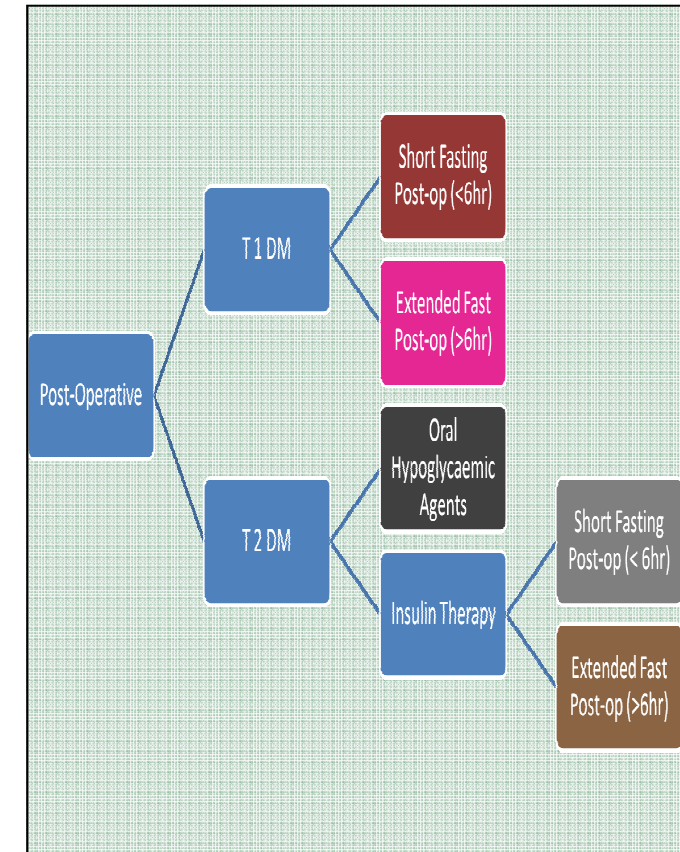 Post-Operative
T 1 DM
Short Fasting
Post-op (<6hr)
Extended Fast
Post-op (>6hr)
T 2 DM
Oral
Hypoglycaemic
Agents
Insulin Therapy
Short Fasting
Post-op (< 6hr)
Extended Fast
Post-op (>6hr)